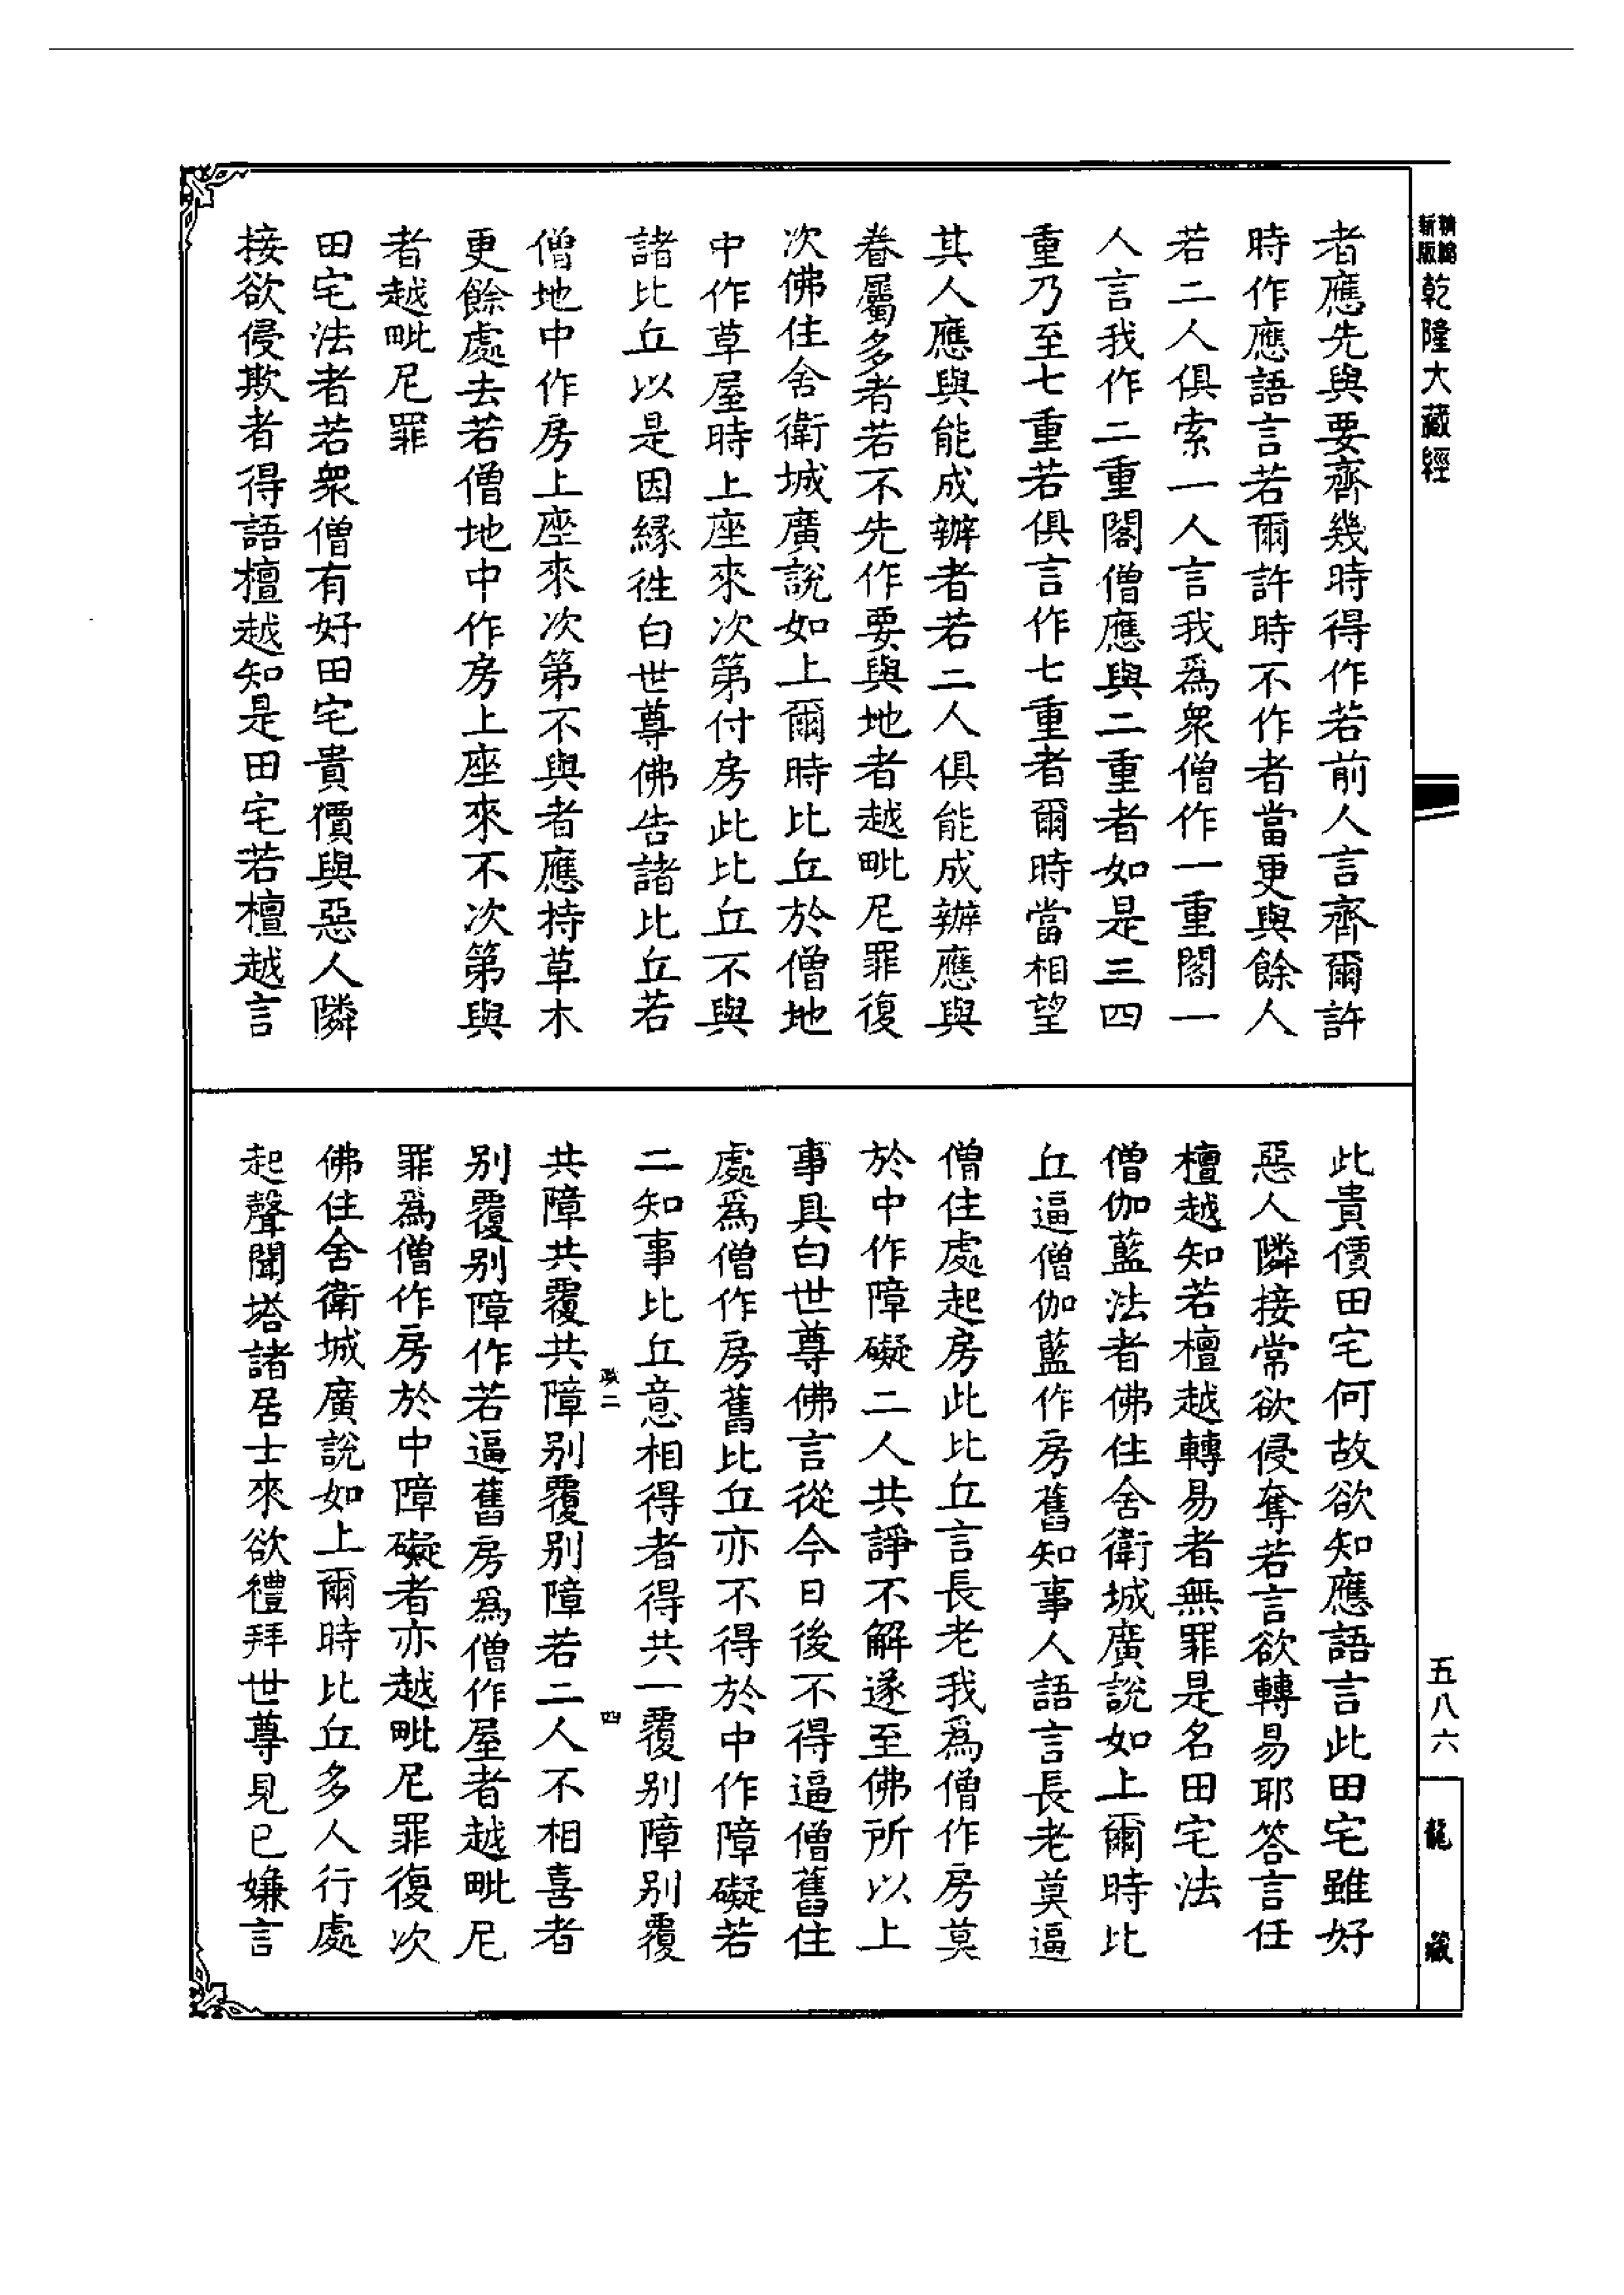 新版
乾隆大藏經
者應先與要齊幾時得作若前人言齊爾許
時作應語言若爾許時不作者當更與餘人
若二人俱索一人言我爲衆僧作一重閣一
人言我作二重閣僧應與二重者如是三四
重乃至七重若俱言作七重者爾時當相望
其人應與能成辦者若二人俱能成辦應與
眷屬多者若不先作要與地者越毗尼罪復
次佛住舍衛城廣說如上爾時比丘於僧地
中作草屋時上座來次第付房此比丘不與
諸比丘以是因緣徃白世尊佛告諸比丘若
僧地中作房上座來次第不與者應持草木
更餘處去若僧地中作房上座來不次第與
者越毗尼罪
田宅法者若衆僧有好田宅貴價與惡人隣
接欲侵欺者得語檀越知是田宅若檀越言
此貴價田宅何故欲知應語言此田宅雖好
惡人隣接常欲侵奪若言欲轉易耶答言任
檀越知若檀越轉易者無罪是名田宅法
僧伽藍法者佛住舍衛城廣說如上爾時比
丘逼僧伽藍作房舊知事人語言長老莫逼
僧住處起房此比丘言長老我爲僧作房莫
於中作障礙二人共諍不解遂至佛所以上
事具白世尊佛言從今日後不得逼僧舊住
處爲僧作房舊比丘亦不得於中作障礙若
二知事比丘意相得者得共一覆别障别覆
共障共覆共障别覆别障若二人不相喜者
别覆别障作若逼舊房爲僧作屋者越毗尼
罪爲僧作房於中障礙者亦越毗尼罪復次
佛住舍衛城廣說如上爾時比丘多人行處
起聲聞塔諸居士來欲禮拜世尊見已嫌言
二
四
五八六
龍藏